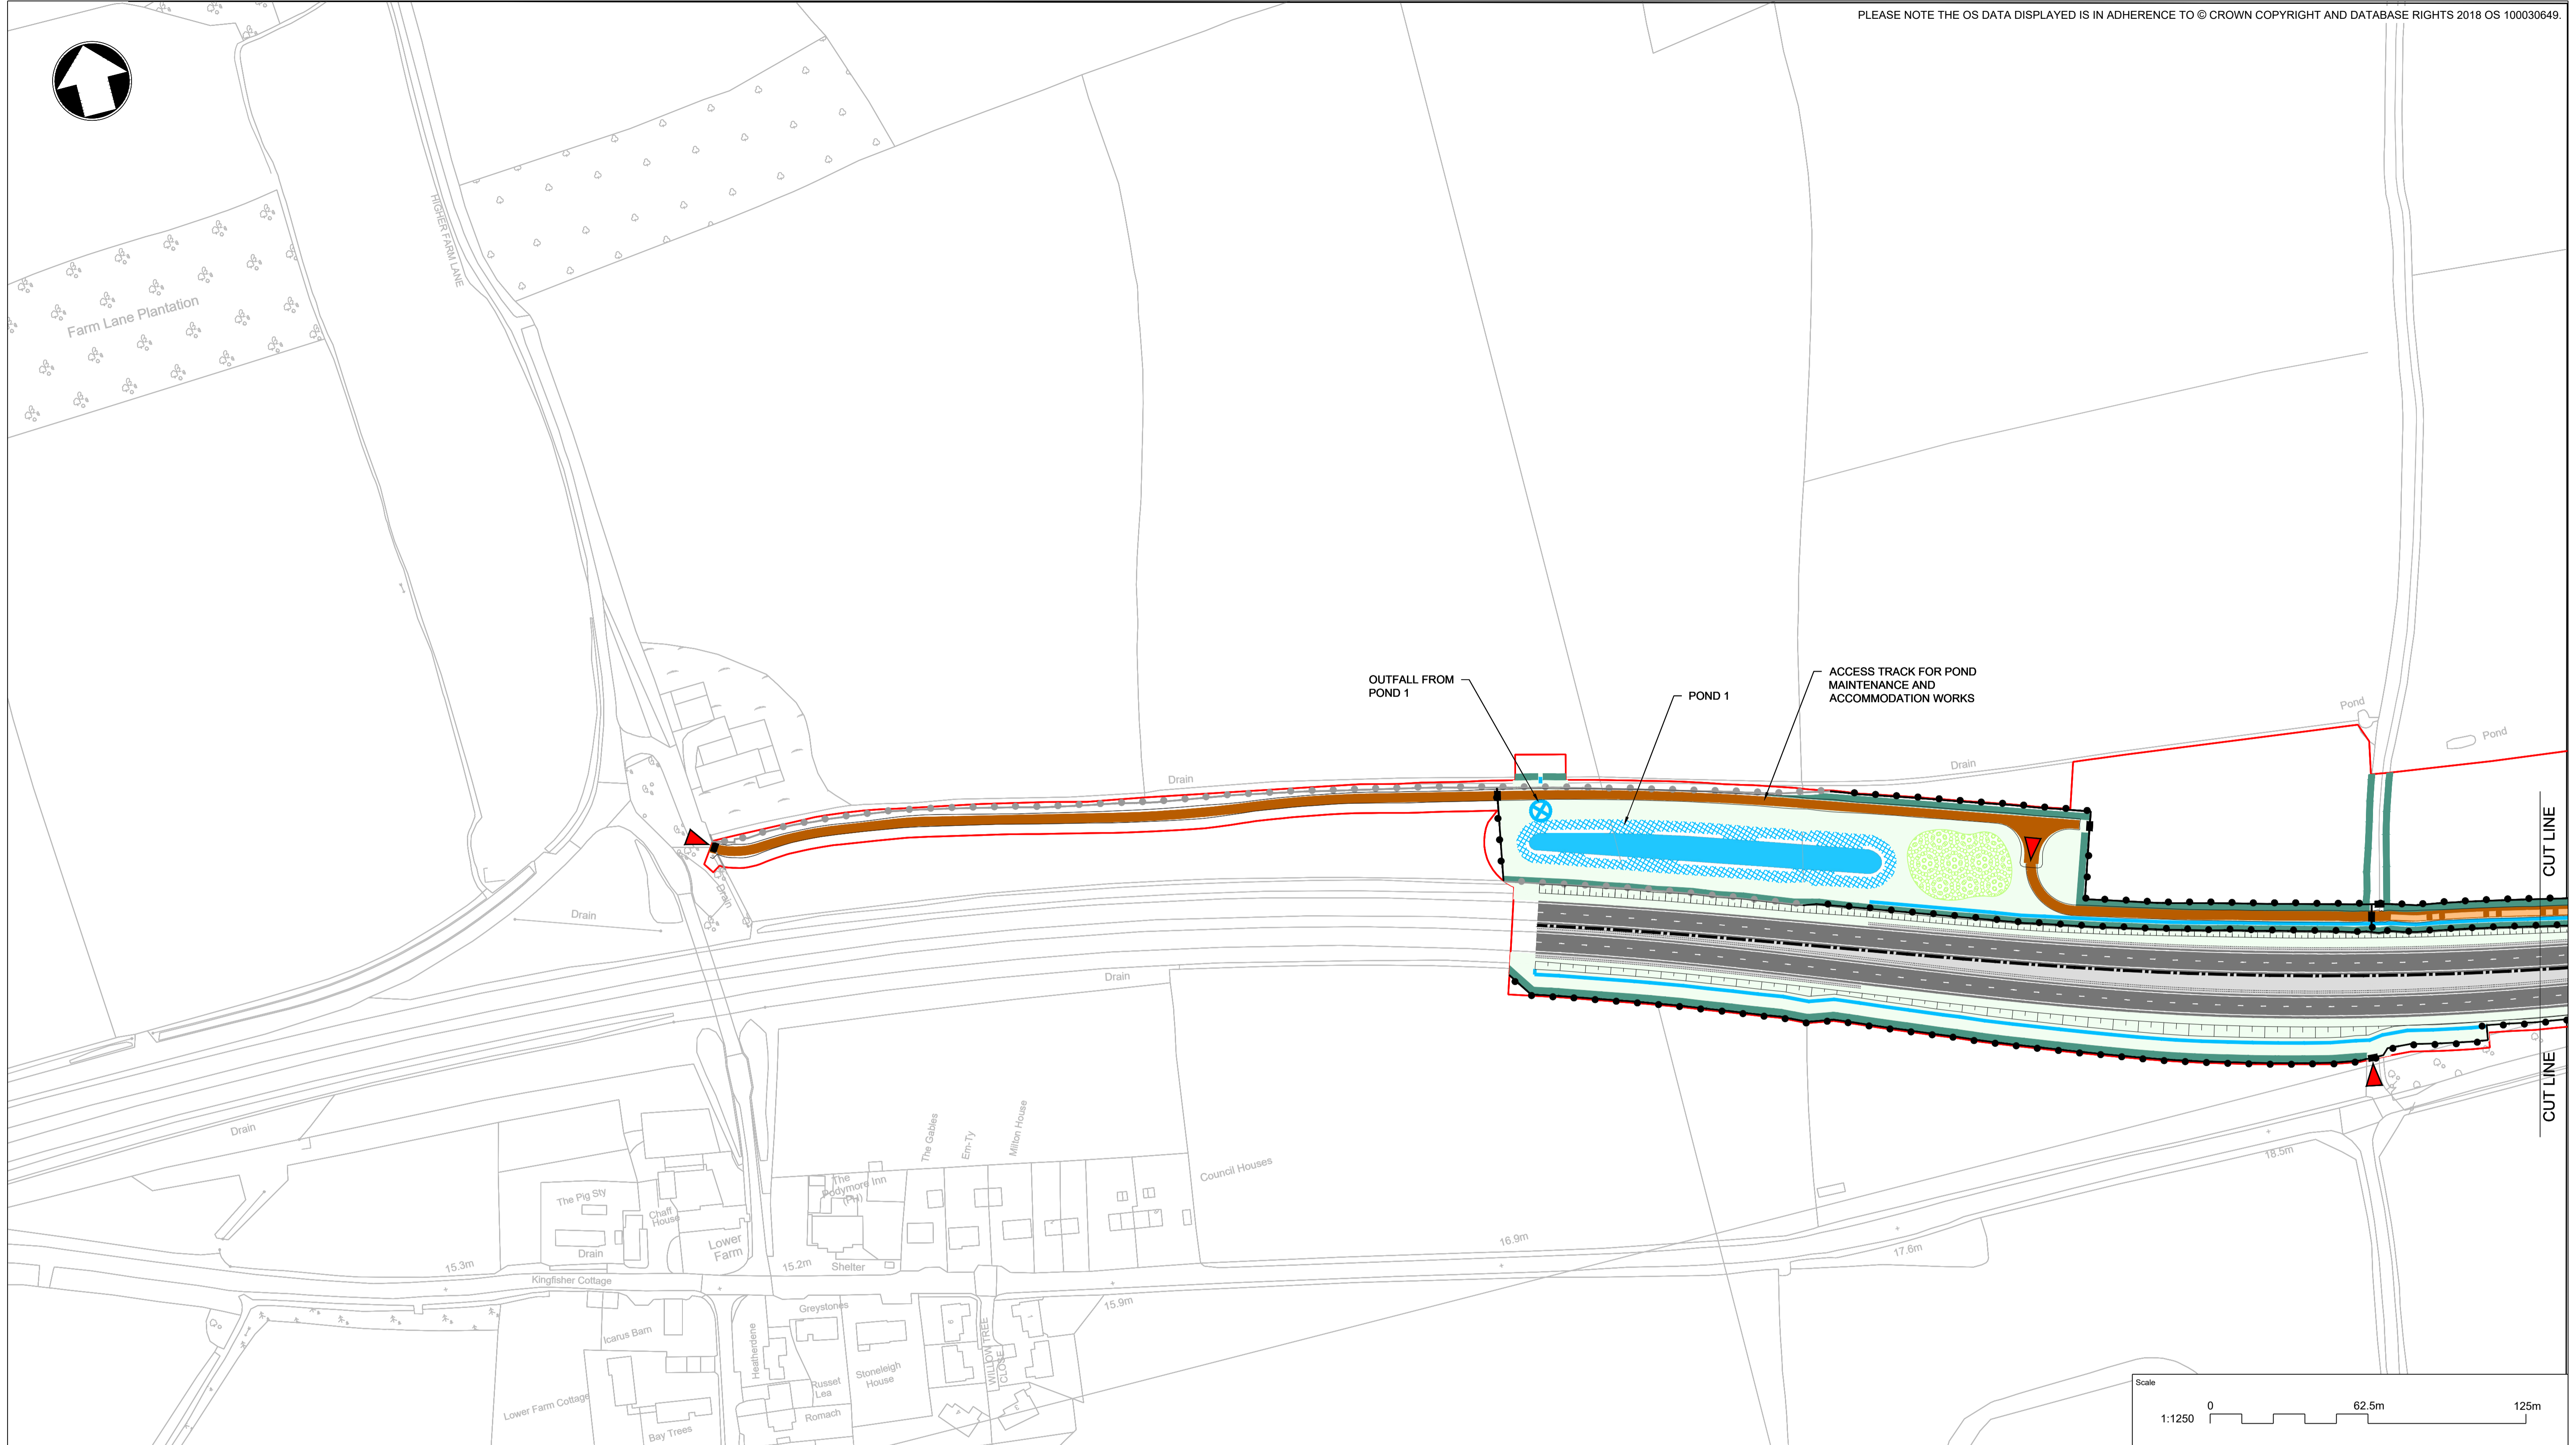 PLEASE NOTE THE OS DATA DISPLAYED IS IN ADHERENCE TO © CROWN COPYRIGHT AND DATABASE RIGHTS 2018 OS 100030649.
HIGHER FARM LANE
Farm Lane Plantation
OUTFALL FROM
POND 1
POND 1
ACCESS TRACK FOR POND
MAINTENANCE AND
ACCOMMODATION WORKS
Pond
Pond
Drain
Drain
CUT LINE
Drain
Drain
Drain
CUT LINE
Drain
The Gables
Em-Ty
Milton House
Council Houses
18.5m
The Pig Sty
The
Podymore Inn
(PH)
Chaff
House
Lower
Farm
Drain
16.9m
17.6m
15.3m
15.2m
Shelter
Kingfisher Cottage
15.9m
Greystones
Icarus Barn
Heatherdene
WILLOW TREE
CLOSE
Stoneleigh
House
Russet
Lea
Lower Farm Cottage
Romach
Bay Trees
Scale
1:1250
0
62.5m
125m